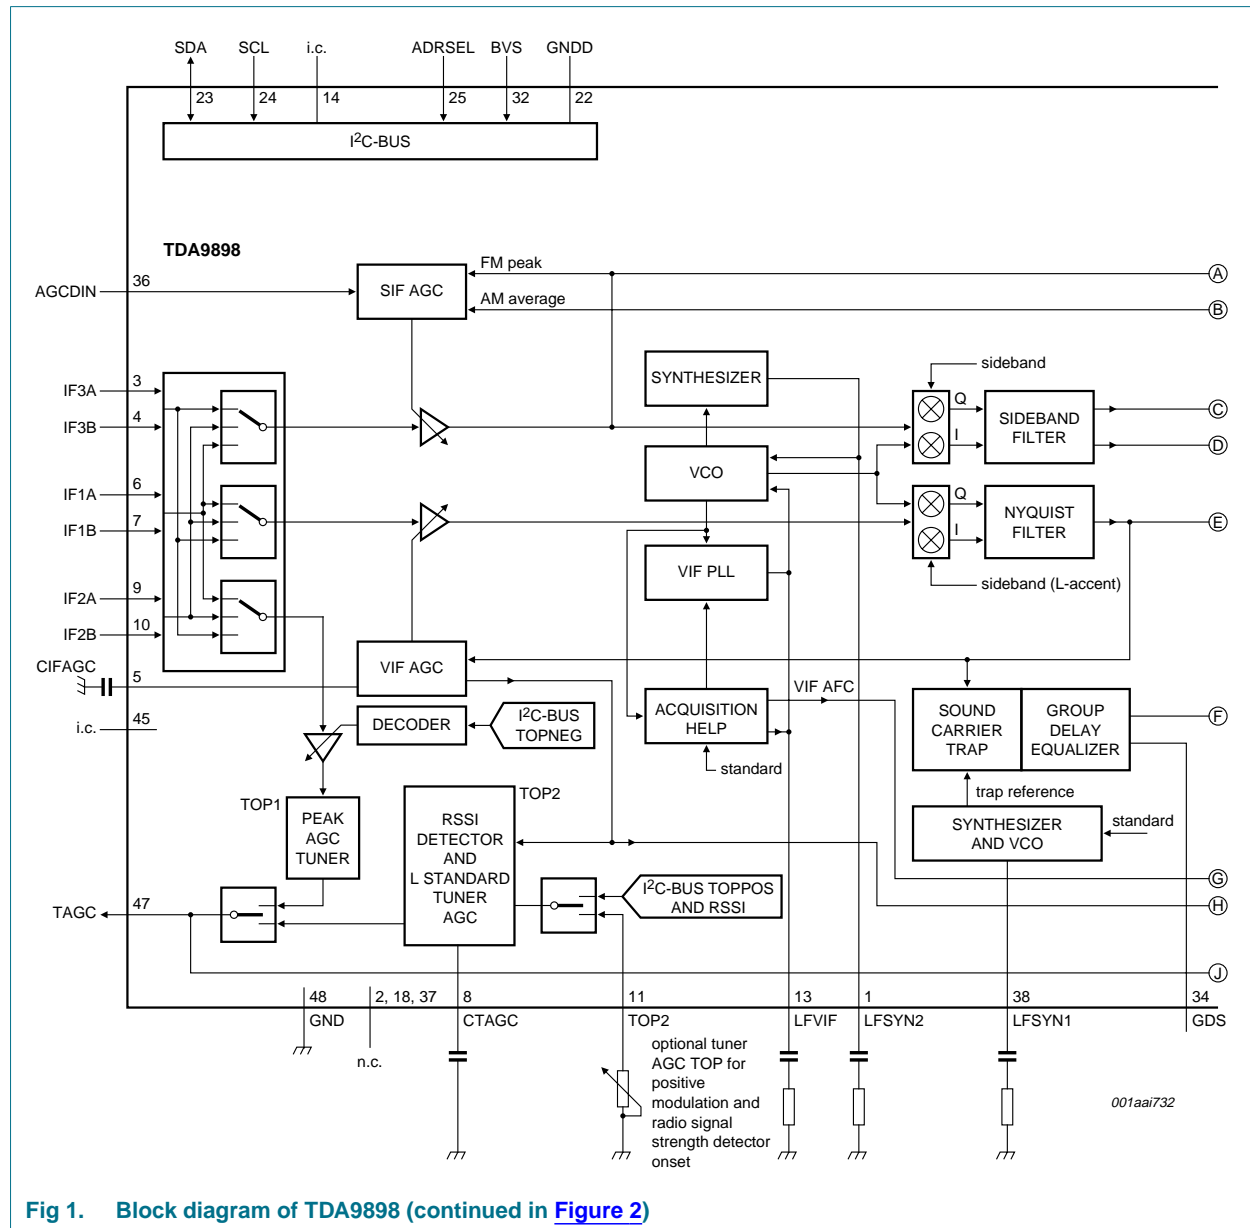 SDA SCL i.c. ADRSEL BVS GNDD
23 24 14 25 32 22
I²C-BUS
TDA9898
AGCDIN 36
SIF AGC
FM peak
A
AM average
B
IF3A 3
IF3B 4
IF1A 6
IF1B 7
IF2A 9
IF2B 10
CIFAGC
5
i.c. 45
SYNTHESIZER
VCO
VIF PLL
ACQUISITION
HELP
standard
VIF AFC
sideband
Q
I
SIDEBAND
FILTER
C
D
Q
I
NYQUIST
FILTER
E
sideband (L-accent)
VIF AGC
DECODER
I²C-BUS
TOPNEG
SOUND
CARRIER
TRAP
GROUP
DELAY
EQUALIZER
F
trap reference
SYNTHESIZER
AND VCO
standard
TOP1
PEAK
AGC
TUNER
TOP2
RSSI
DETECTOR
AND
L STANDARD
TUNER
AGC
I²C-BUS TOPPOS
AND RSSI
G
H
TAGC 47
J
48 2, 18, 37 8 11 13 1 38 34
GND CTAGC TOP2 LFVIF LFSYN2 LFSYN1 GDS
n.c.
optional tuner
AGC TOP for
positive
modulation and
radio signal
strength detector
onset
001aai732
Fig 1. Block diagram of TDA9898 (continued in Figure 2)